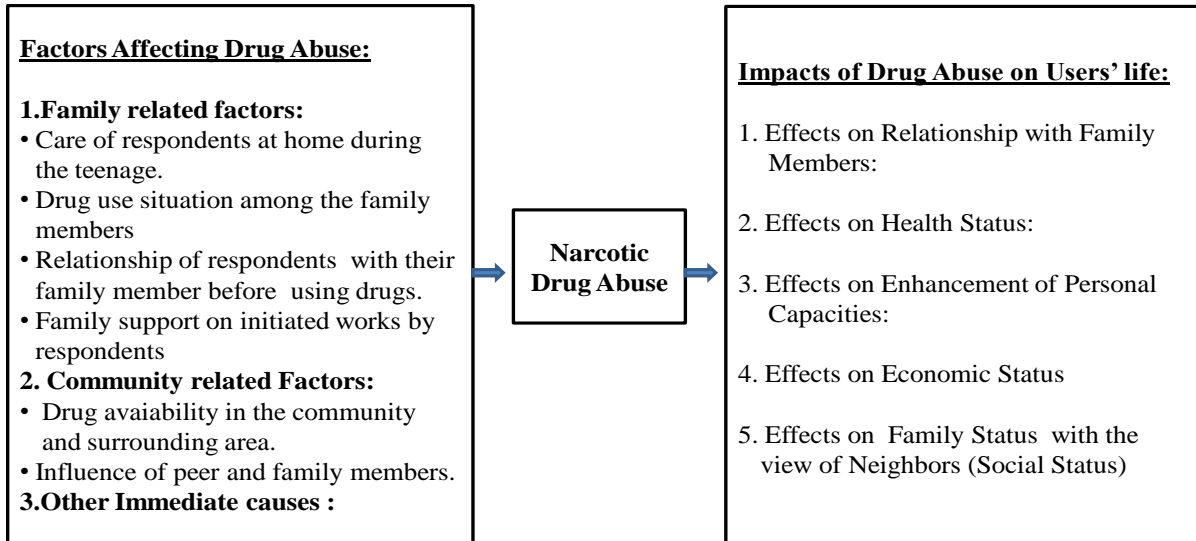 Factors Affecting Drug Abuse:
1.Family related factors:
• Care of respondents at home during
the teenage.
• Drug use situation among the family
members
• Relationship of respondents with their
family member before using drugs.
• Family support on initiated works by
respondents
2. Community related Factors:
• Drug avaiability in the community
and surrounding area.
• Influence of peer and family members.
3.Other Immediate causes :
Narcotic
Drug Abuse
Impacts of Drug Abuse on Users’ life:
1. Effects on Relationship with Family
Members:
2. Effects on Health Status:
3. Effects on Enhancement of Personal
Capacities:
4. Effects on Economic Status
5. Effects on Family Status with the
view of Neighbors (Social Status)